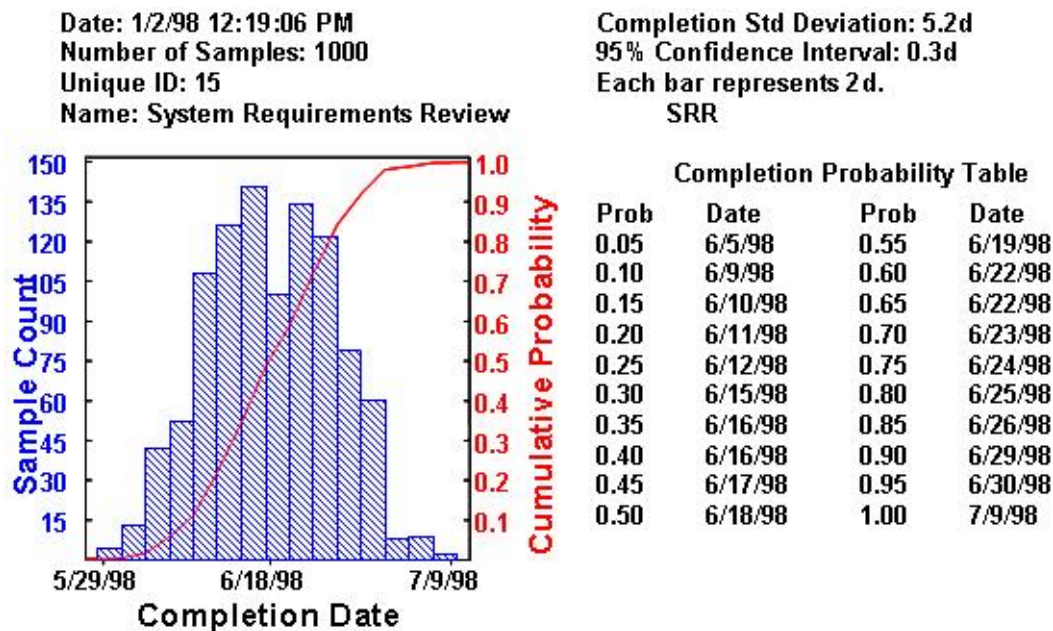 Date: 1/2/98 12:19:06 PM
Number of Samples: 1000
Unique ID: 15
Name: System Requirements Review
Completion Std Deviation: 5.2d
95% Confidence Interval: 0.3d
Each bar represents 2 d.
SRR
Sample Count
150
135
120
105
90
75
60
45
30
15
1.0
0.9
0.8
0.7
0.6
0.5
0.4
0.3
0.2
0.1
Cumulative Probability
5/29/98 6/18/98 7/9/98
Completion Date
Completion Probability Table
Prob Date Prob Date
0.05 6/5/98 0.55 6/19/98
0.10 6/9/98 0.60 6/22/98
0.15 6/10/98 0.65 6/22/98
0.20 6/11/98 0.70 6/23/98
0.25 6/12/98 0.75 6/24/98
0.30 6/15/98 0.80 6/25/98
0.35 6/16/98 0.85 6/26/98
0.40 6/16/98 0.90 6/29/98
0.45 6/17/98 0.95 6/30/98
0.50 6/18/98 1.00 7/9/98